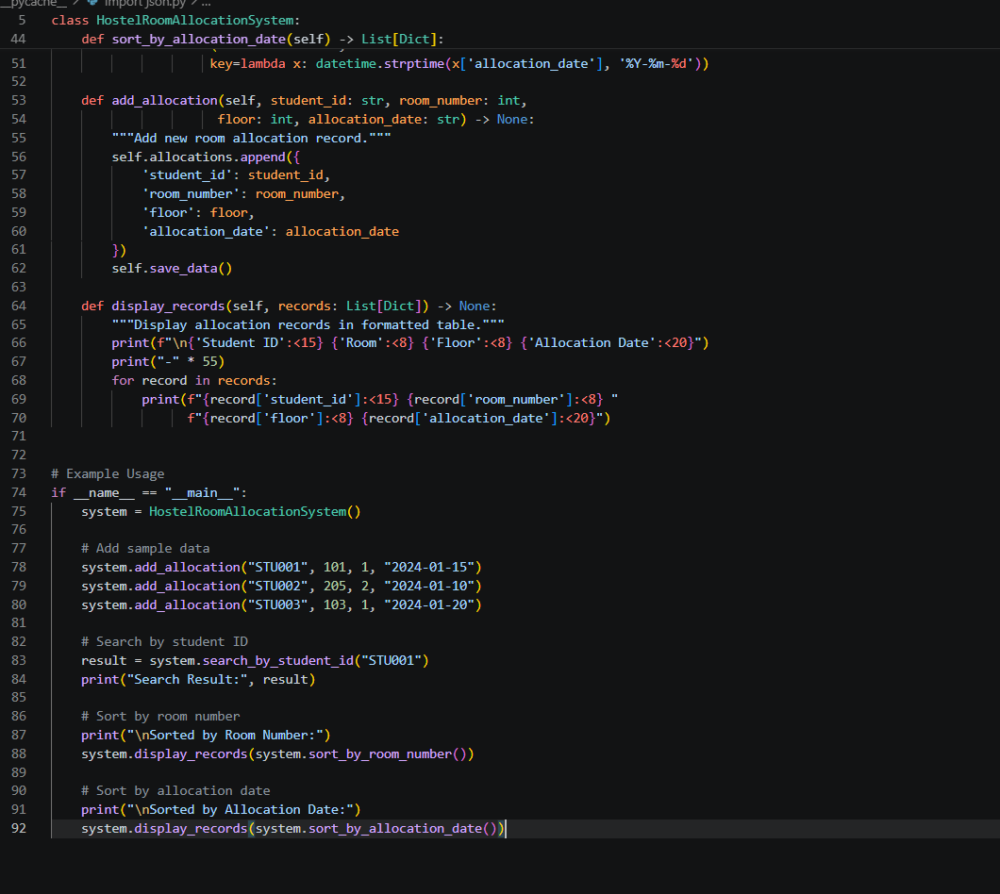 __pycache__ > import json.py > ...
5 class HostelRoomAllocationSystem:
44     def sort_by_allocation_date(self) -> List[Dict]:
51                      key=lambda x: datetime.strptime(x['allocation_date'], '%Y-%m-%d'))
52
53     def add_allocation(self, student_id: str, room_number: int,
54                       floor: int, allocation_date: str) -> None:
55         """Add new room allocation record."""
56         self.allocations.append({
57             'student_id': student_id,
58             'room_number': room_number,
59             'floor': floor,
60             'allocation_date': allocation_date
61         })
62         self.save_data()
63
64     def display_records(self, records: List[Dict]) -> None:
65         """Display allocation records in formatted table."""
66         print(f"\n{'Student ID':<15} {'Room':<8} {'Floor':<8} {'Allocation Date':<20}")
67         print("-" * 55)
68         for record in records:
69             print(f"{record['student_id']:<15} {record['room_number']:<8} "
70                   f"{record['floor']:<8} {record['allocation_date']:<20}")
71
72
73 # Example Usage
74 if __name__ == "__main__":
75     system = HostelRoomAllocationSystem()
76
77     # Add sample data
78     system.add_allocation("STU001", 101, 1, "2024-01-15")
79     system.add_allocation("STU002", 205, 2, "2024-01-10")
80     system.add_allocation("STU003", 103, 1, "2024-01-20")
81
82     # Search by student ID
83     result = system.search_by_student_id("STU001")
84     print("Search Result:", result)
85
86     # Sort by room number
87     print("\nSorted by Room Number:")
88     system.display_records(system.sort_by_room_number())
89
90     # Sort by allocation date
91     print("\nSorted by Allocation Date:")
92     system.display_records(system.sort_by_allocation_date())